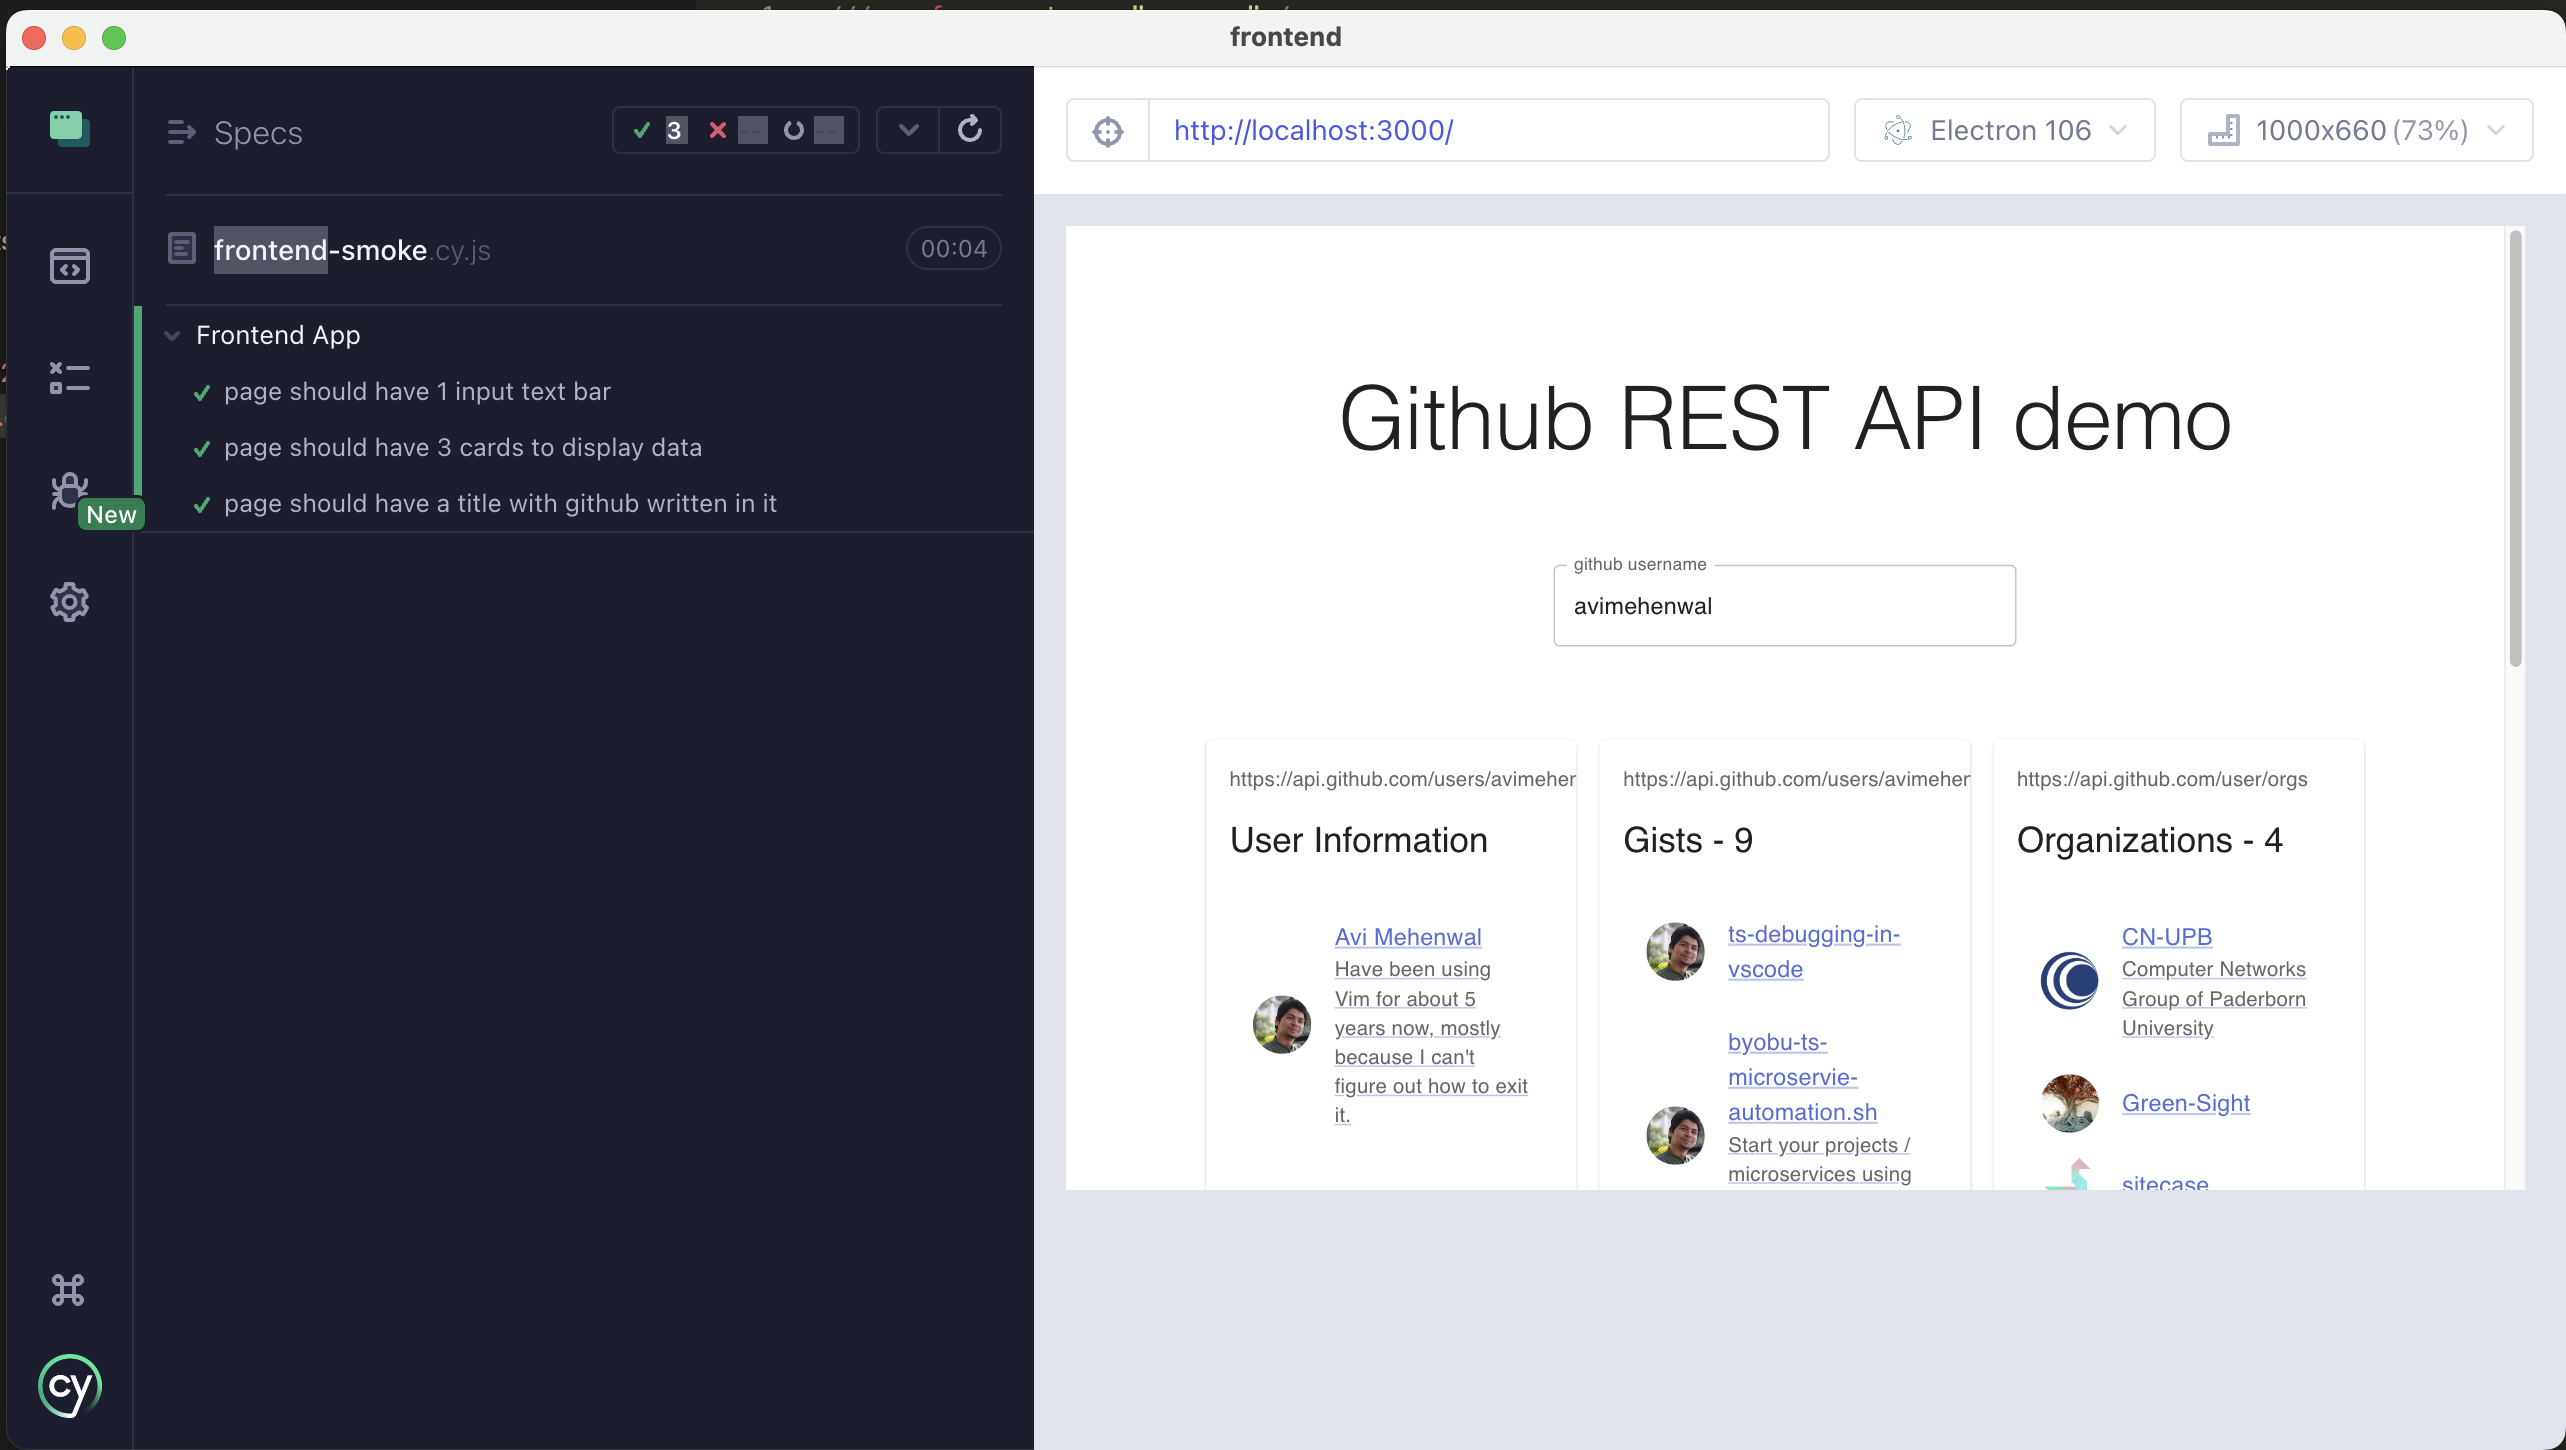 frontend
Specs
3 -- --
frontend-smoke.cy.js
00:04
Frontend App
page should have 1 input text bar
page should have 3 cards to display data
page should have a title with github written in it
New
cy
http://localhost:3000/
Electron 106
1000x660 (73%)
Github REST API demo
github username
avimehenwal
https://api.github.com/users/avimehen
User Information
Avi Mehenwal
Have been using
Vim for about 5
years now, mostly
because I can't
figure out how to exit
it.
https://api.github.com/users/avimehen
Gists - 9
ts-debugging-in-
vscode
byobu-ts-
microservie-
automation.sh
Start your projects /
microservices using
https://api.github.com/user/orgs
Organizations - 4
CN-UPB
Computer Networks
Group of Paderborn
University
Green-Sight
sitecase